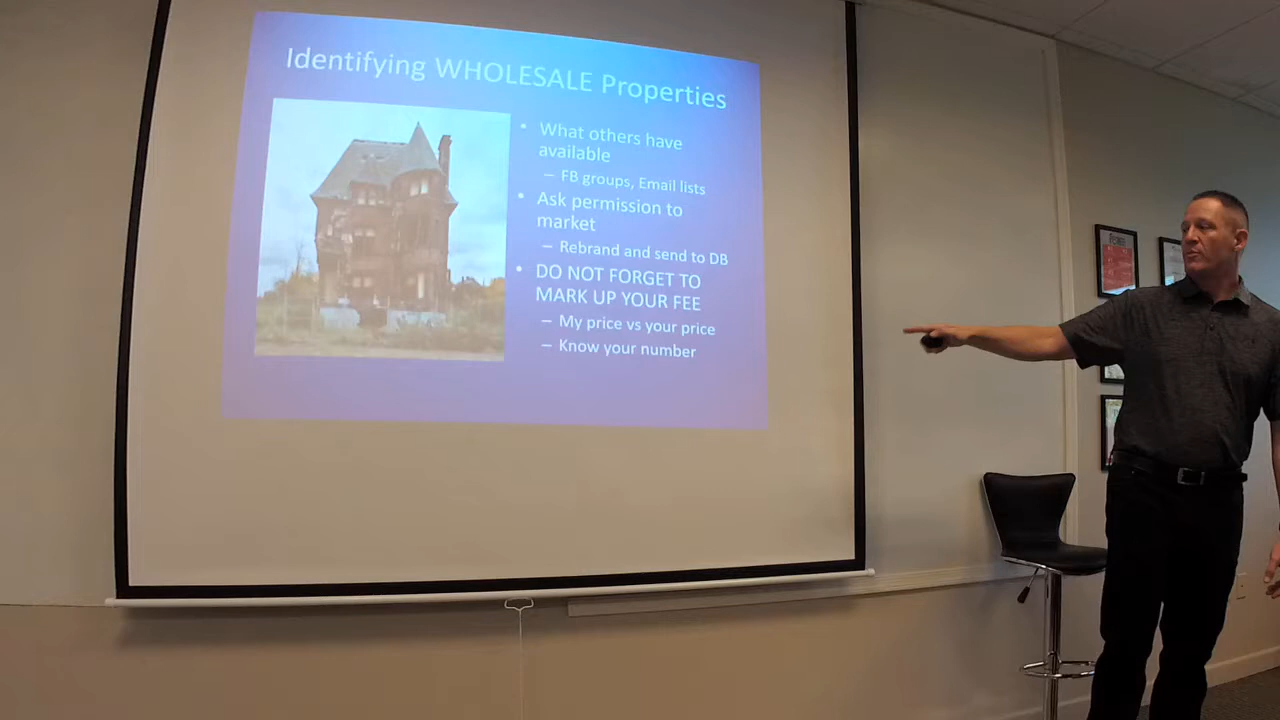 Identifying WHOLESALE Properties
• What others have
available
– FB groups, Email lists
• Ask permission to
market
– Rebrand and send to DB
• DO NOT FORGET TO
MARK UP YOUR FEE
– My price vs your price
– Know your number